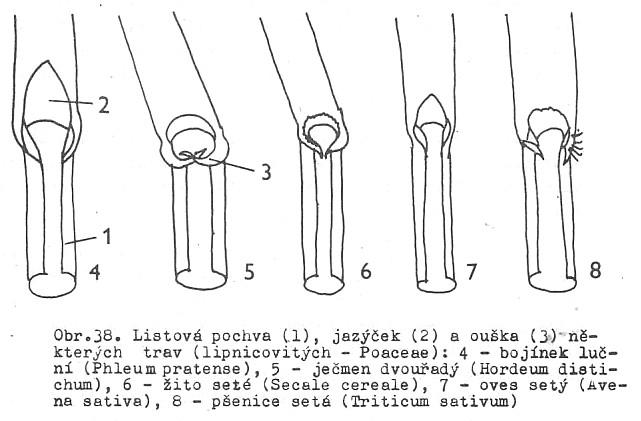 2
3
1
4 5 6 7 8
Obr.38. Listová pochva (1), jazýček (2) a ouška (3) ně-
kterých trav (lipnicovitých - Poaceae): 4 - bojínek luč-
ní (Phleum pratense), 5 - ječmen dvouřadý (Hordeum disti-
chum), 6 - žito seté (Secale cereale), 7 - oves setý (Ave-
na sativa), 8 - pšenice setá (Triticum sativum)